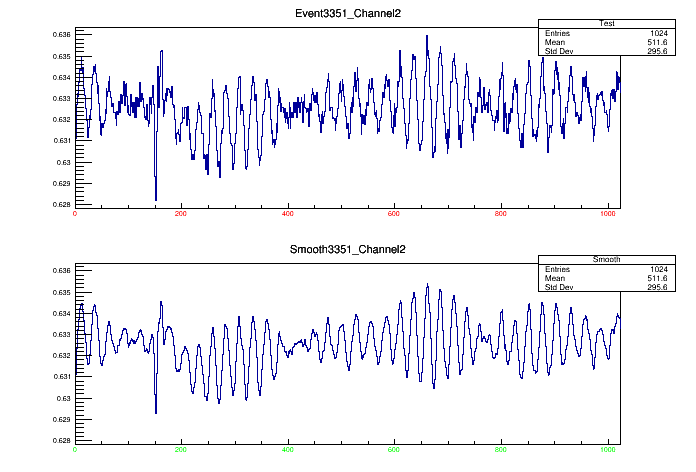 Event3351_Channel2
Test
Entries 1024
Mean 511.6
Std Dev 295.6
0.636
0.635
0.634
0.633
0.632
0.631
0.63
0.629
0.628
0 200 400 600 800 1000
Smooth3351_Channel2
Smooth
Entries 1024
Mean 511.6
Std Dev 295.6
0.636
0.635
0.634
0.633
0.632
0.631
0.63
0.629
0.628
0 200 400 600 800 1000